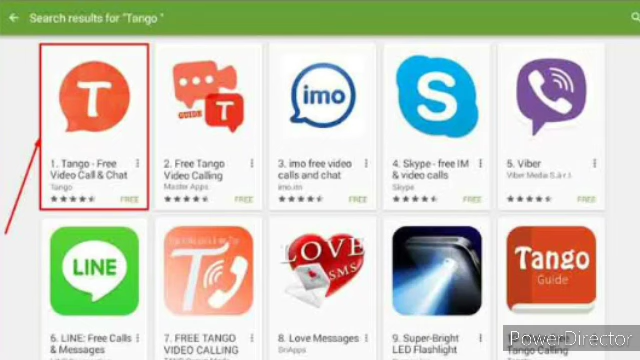 Search results for "Tango "
T
GUIDE T
imo
S
1. Tango - Free
Video Call & Chat
Tango
FREE
2. Free Tango
Video Calling
Master Apps
FREE
3. imo free video
calls and chat
imo.im
FREE
4. Skype - free IM
& video calls
Skype
FREE
5. Viber
Viber Media S.à r.l.
FREE
LINE
LOVE
SMS
Tango
Guide
6. LINE: Free Calls
& Messages
7. FREE TANGO
VIDEO CALLING
8. Love Messages
9. Super-Bright
LED Flashlight
Tango Calling
PowerDirector